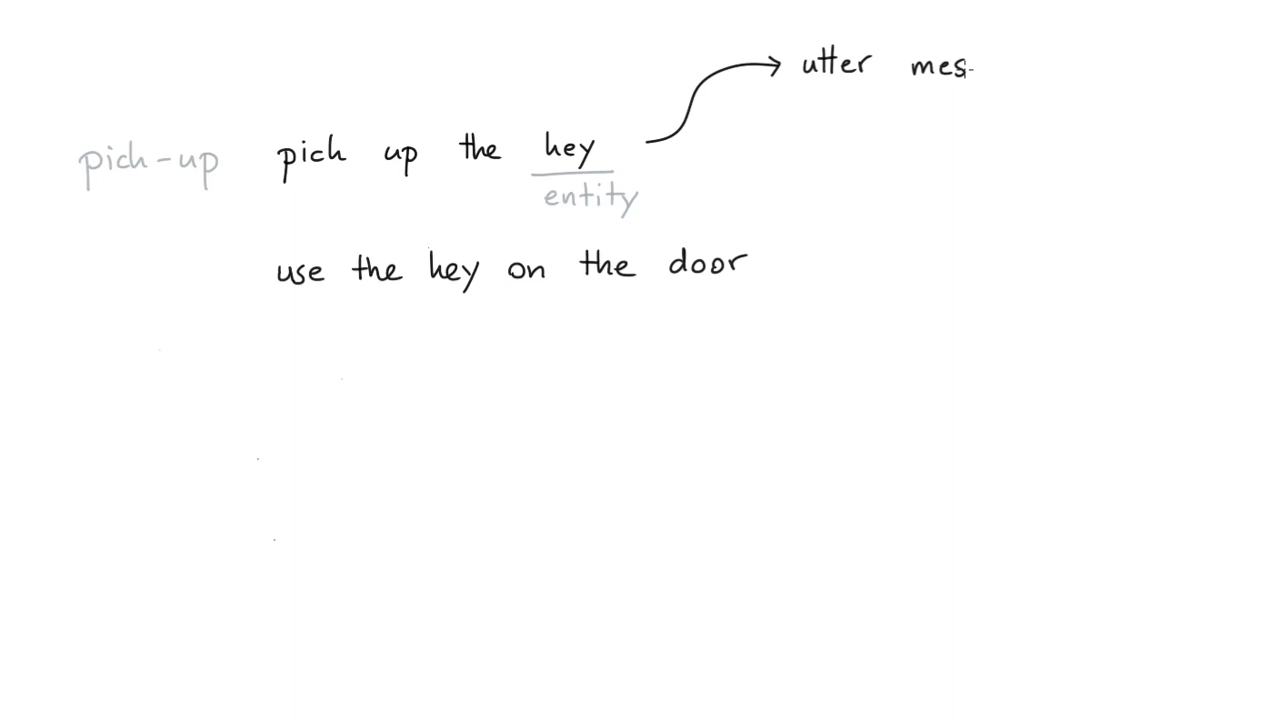 utter mes
pick-up pick up the key
entity
use the key on the door